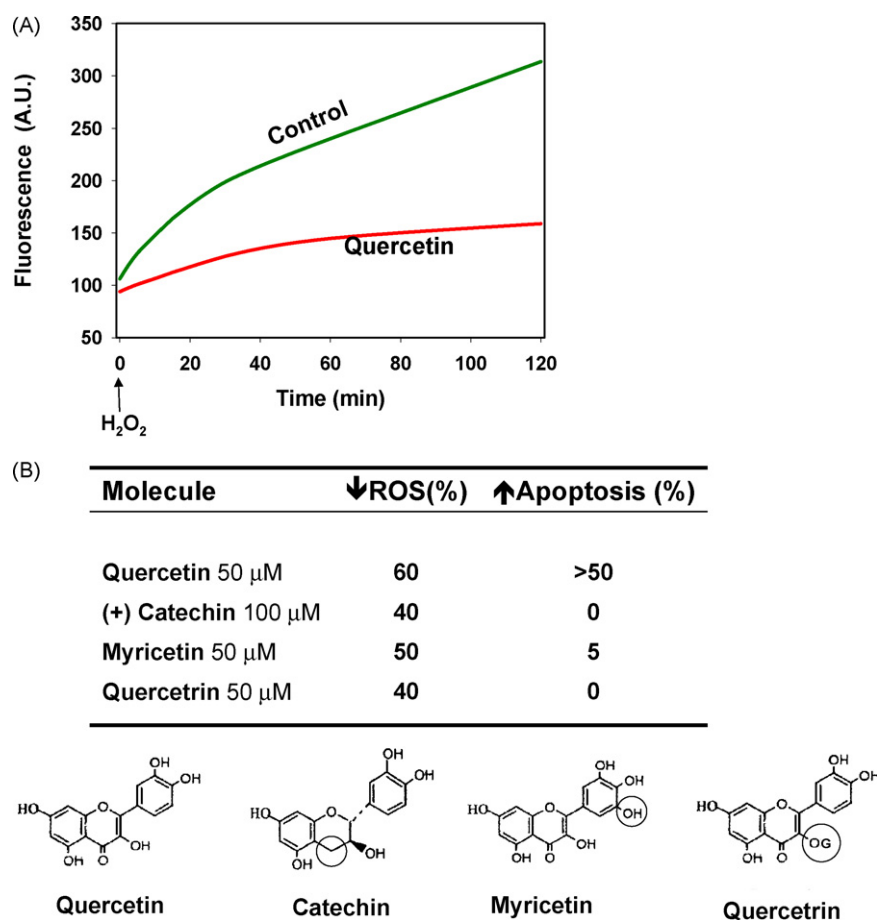 (A)
350
300
250
200
150
100
50
Fluorescence (A.U.)
Control
Quercetin
0 20 40 60 80 100 120
Time (min)
H₂O₂
(B)
Molecule ↓ROS(%) ↑Apoptosis (%)
Quercetin 50 μM 60 >50
(+) Catechin 100 μM 40 0
Myricetin 50 μM 50 5
Quercetrin 50 μM 40 0
OH
OH
HO
O
OH
OH
O
OH
OH
HO
O
OH
OH
OH
OH
HO
O
OH
OH
OH
O
OH
OH
HO
O
OG
OH
O
Quercetin Catechin Myricetin Quercetrin